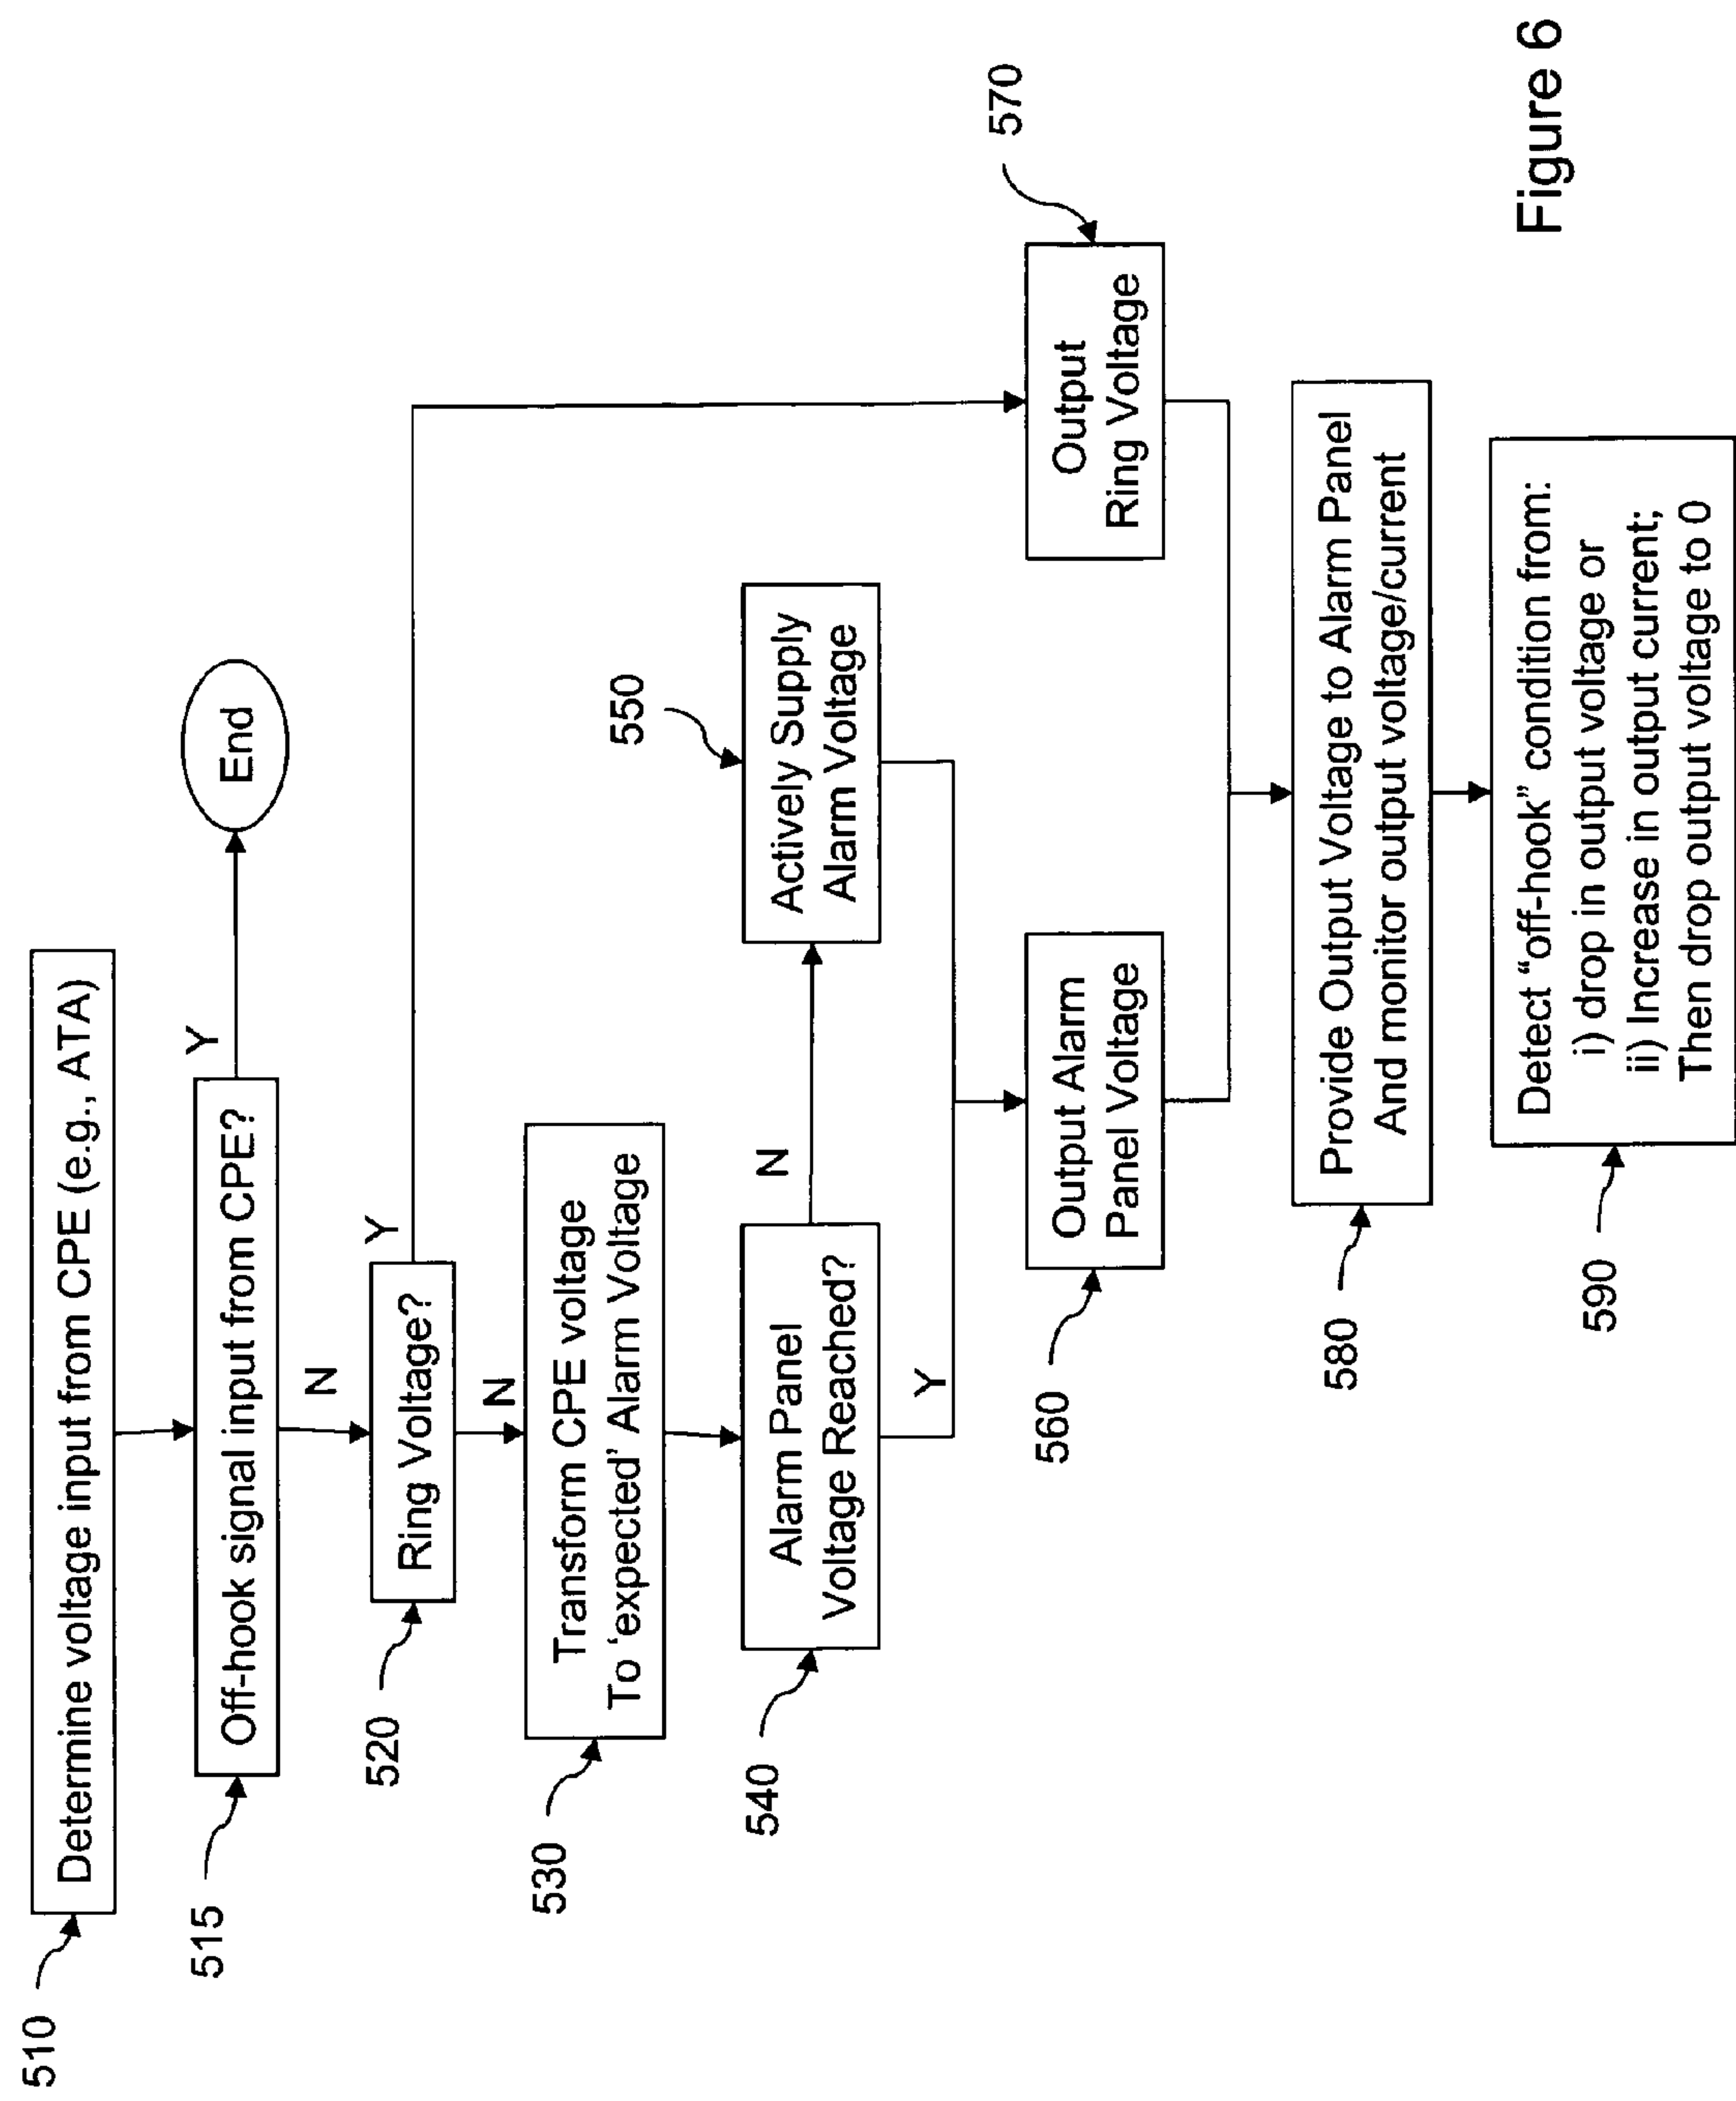 510
Determine voltage input from CPE (e.g., ATA)
515
Off-hook signal input from CPE?
Y
End
N
520
Ring Voltage?
Y
N
530
Transform CPE voltage
To ‘expected’ Alarm Voltage
540
Alarm Panel
Voltage Reached?
N
550
Actively Supply
Alarm Voltage
Y
560
Output Alarm
Panel Voltage
570
Output
Ring Voltage
580
Provide Output Voltage to Alarm Panel
And monitor output voltage/current
590
Detect “off-hook” condition from:
i) drop in output voltage or
ii) Increase in output current;
Then drop output voltage to 0
Figure 6